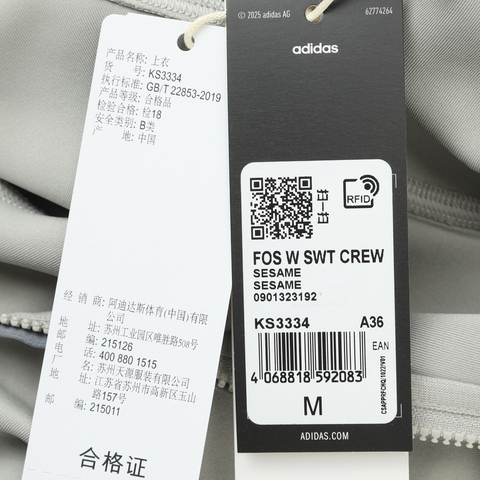 产品名称: 上衣
货 号: KS3334
执行标准: GB/T 22853-2019
产品等级: 合格品
检验合格: 检18
安全类别: B类
产 地: 中国
经 销 商: 阿迪达斯体育(中国)有限
公司
地 址: 苏州工业园区唯胜路508号
邮 编: 215126
电 话: 400 880 1515
厂 名: 苏州天源服装有限公司
地 址: 江苏省苏州市高新区玉山
路157号
邮 编: 215011
合格证
© 2025 adidas AG
62774264
adidas
RFID
FOS W SWT CREW
SESAME
SESAME
0901323192
KS3334 A36
EAN
4 068818 592083
M
CSAPPRFCHQ/1022V01
ADIDAS.COM